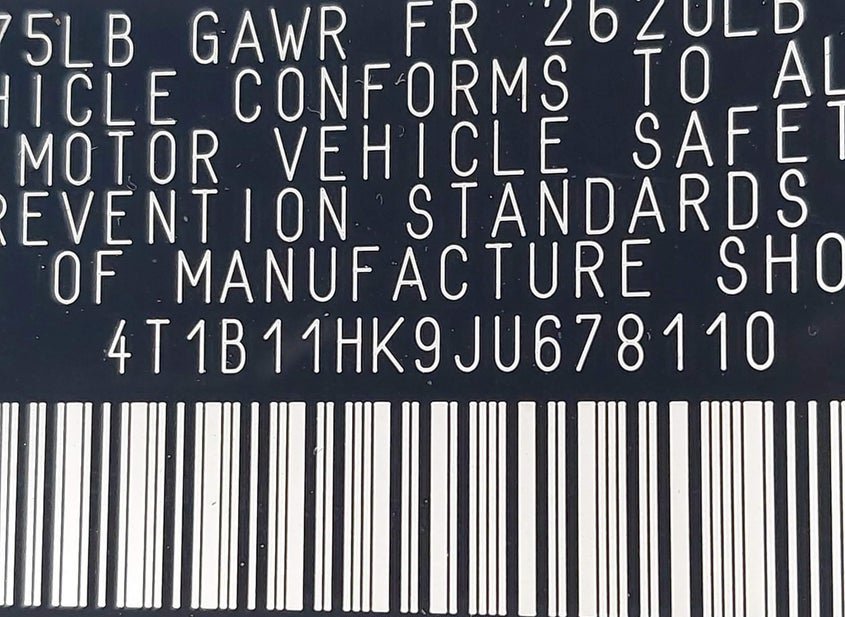 75LB GAWR FR 2620LB
HICLE CONFORMS TO AL
MOTOR VEHICLE SAFET
REVENTION STANDARDS
OF MANUFACTURE SHO
4T1B11HK9JU678110